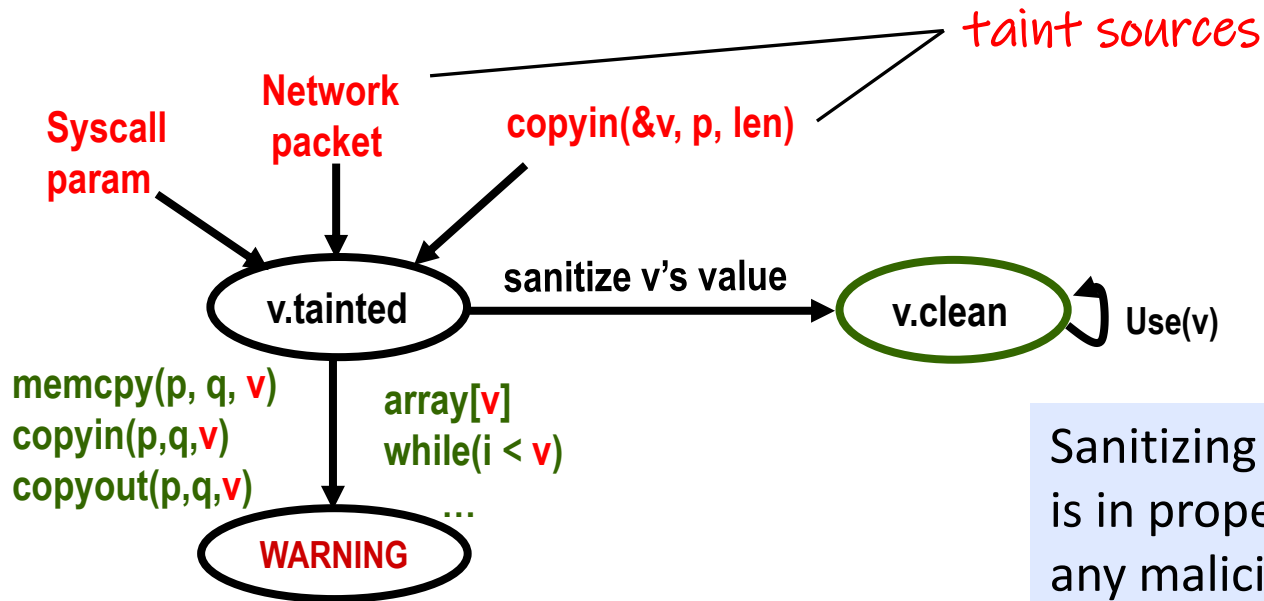 taint sources
Syscall
param
Network
packet
copyin(&v, p, len)
v.tainted
sanitize v's value
v.clean
Use(v)
memcpy(p, q, v)
copyin(p,q,v)
copyout(p,q,v)
array[v]
while(i < v)
...
WARNING
Sanitizing
is in prope
any malici